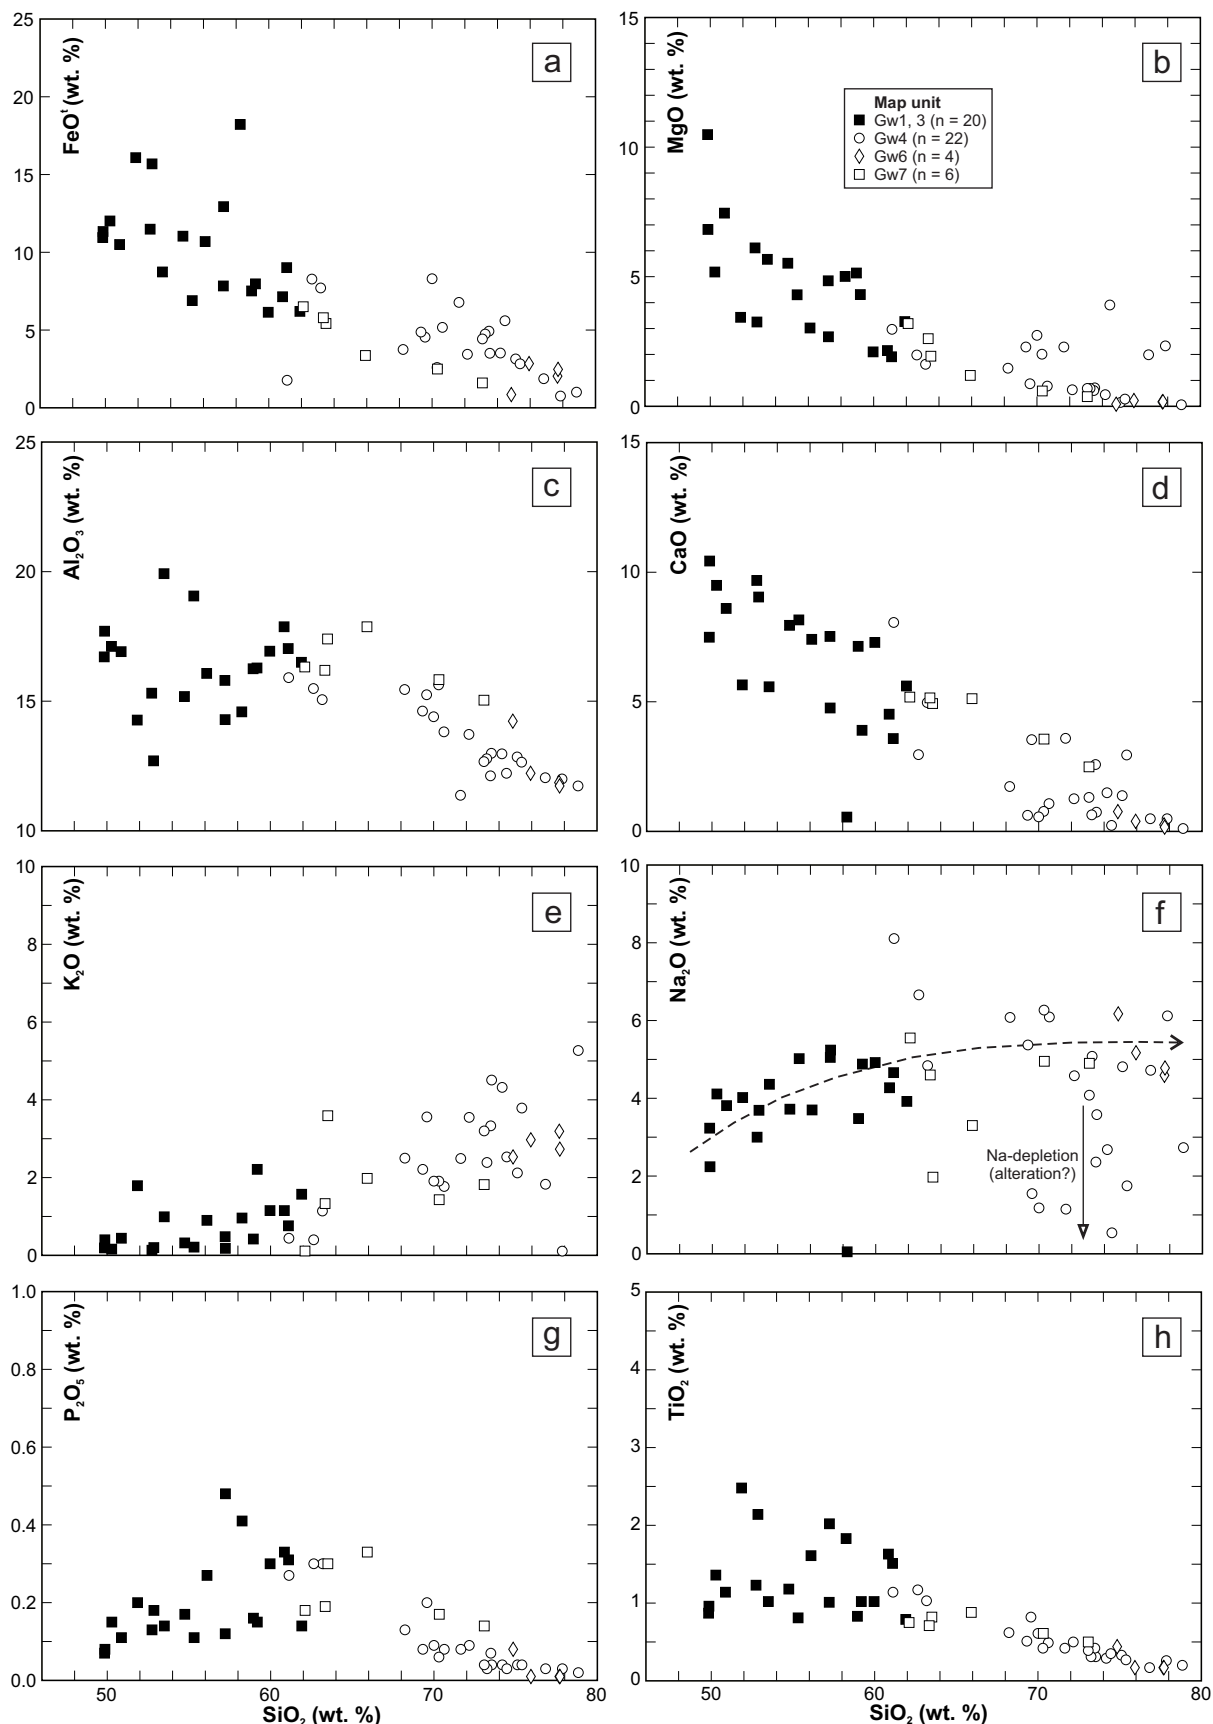 FeOᵗ (wt. %)
25
20
15
10
5
0
a
MgO (wt. %)
15
10
5
0
b
Map unit
Gw1, 3 (n = 20)
Gw4 (n = 22)
Gw6 (n = 4)
Gw7 (n = 6)
Al₂O₃ (wt. %)
25
20
15
10
c
CaO (wt. %)
15
10
5
0
d
K₂O (wt. %)
10
8
6
4
2
0
e
Na₂O (wt. %)
10
8
6
4
2
0
f
Na-depletion
(alteration?)
P₂O₅ (wt. %)
1.0
0.8
0.6
0.4
0.2
0.0
g
50 60 70 80
SiO₂ (wt. %)
TiO₂ (wt. %)
5
4
3
2
1
0
h
50 60 70 80
SiO₂ (wt. %)